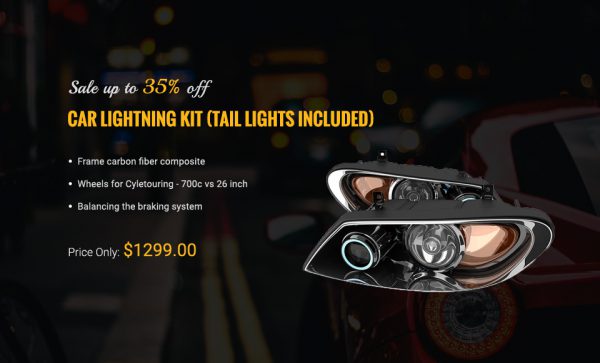 Sale up to 35% off
CAR LIGHTNING KIT (TAIL LIGHTS INCLUDED)
• Frame carbon fiber composite
• Wheels for Cyletouring - 700c vs 26 inch
• Balancing the braking system
Price Only: $1299.00